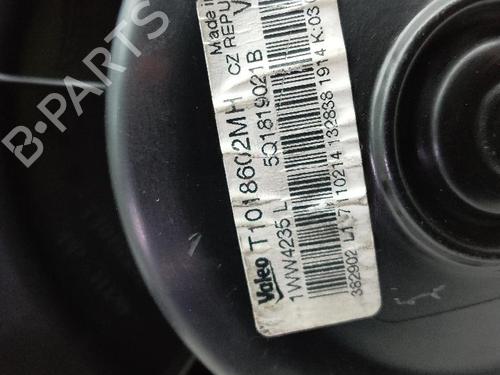 Made in
CZ REPU
Valeo T1018602MH
5Q1819021B
1WW4235 L
382902 L1.7 110214 132838 1914 K:03
B-PARTS